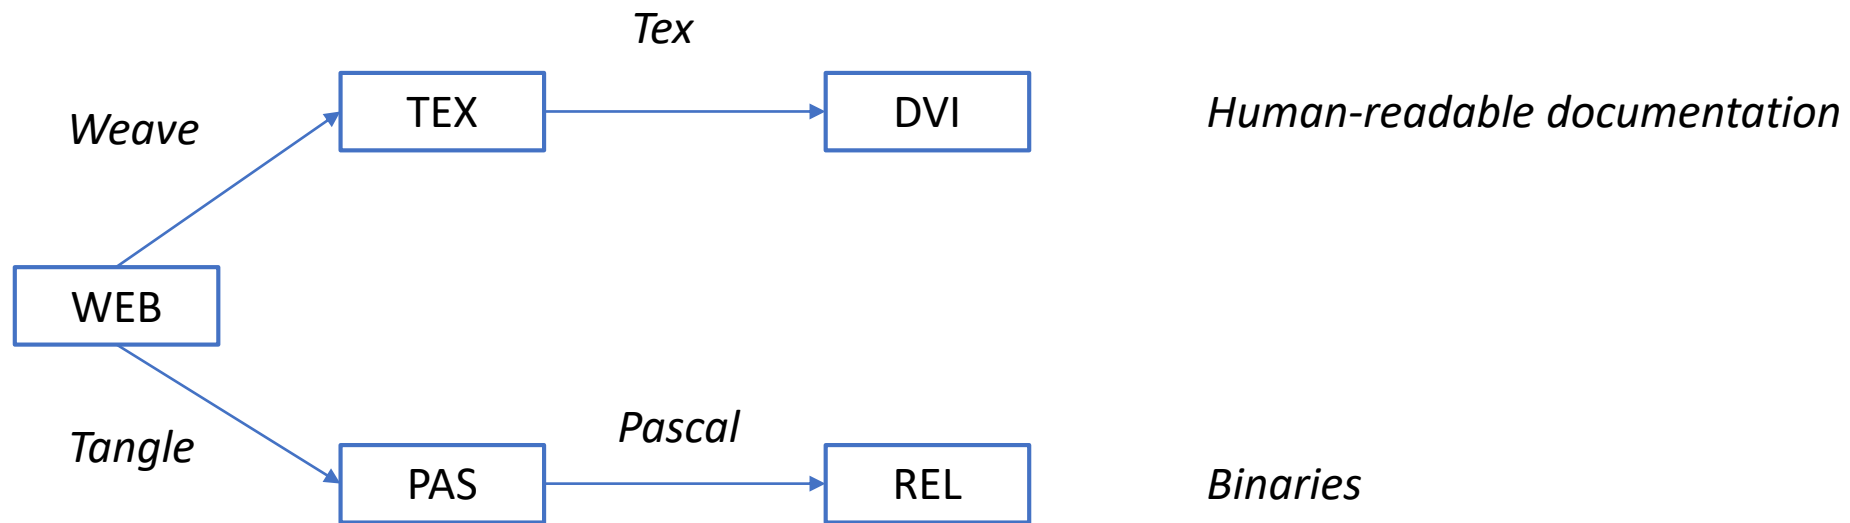 Tex
Weave
TEX
DVI
Human-readable documentation
WEB
Tangle
Pascal
PAS
REL
Binaries